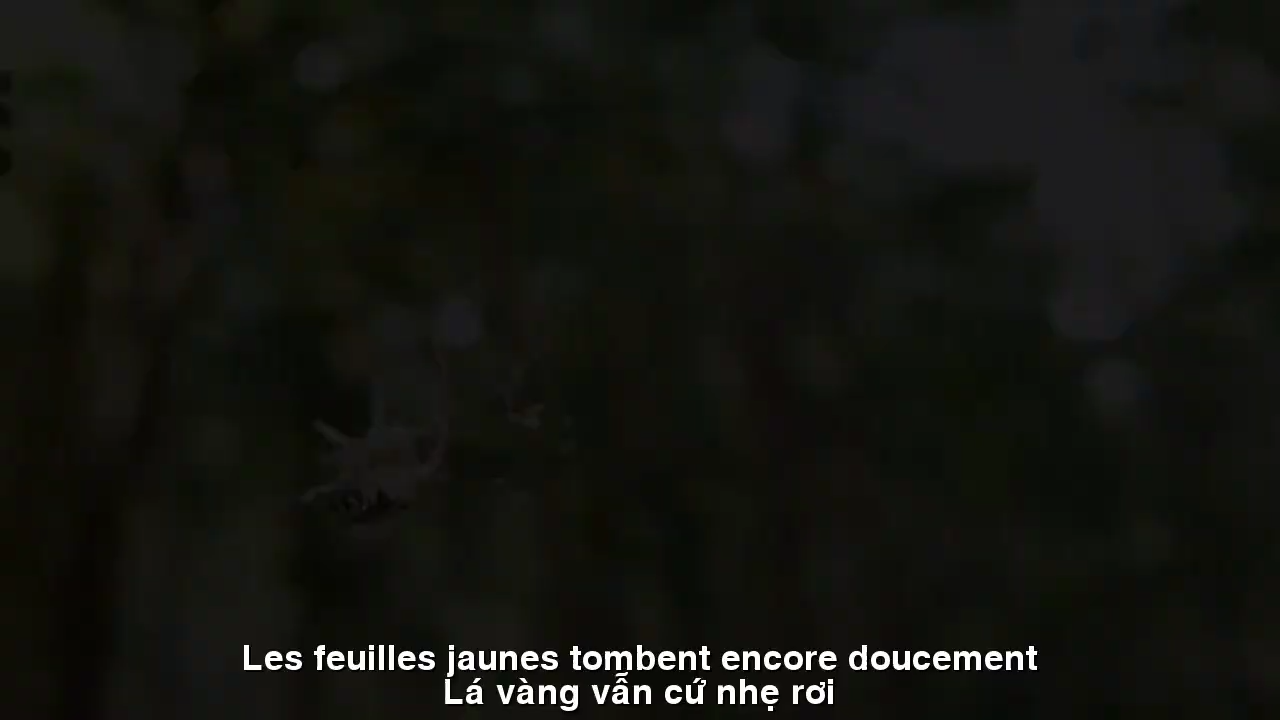 Les feuilles jaunes tombent encore doucement
Lá vàng vẫn cứ nhẹ rơi